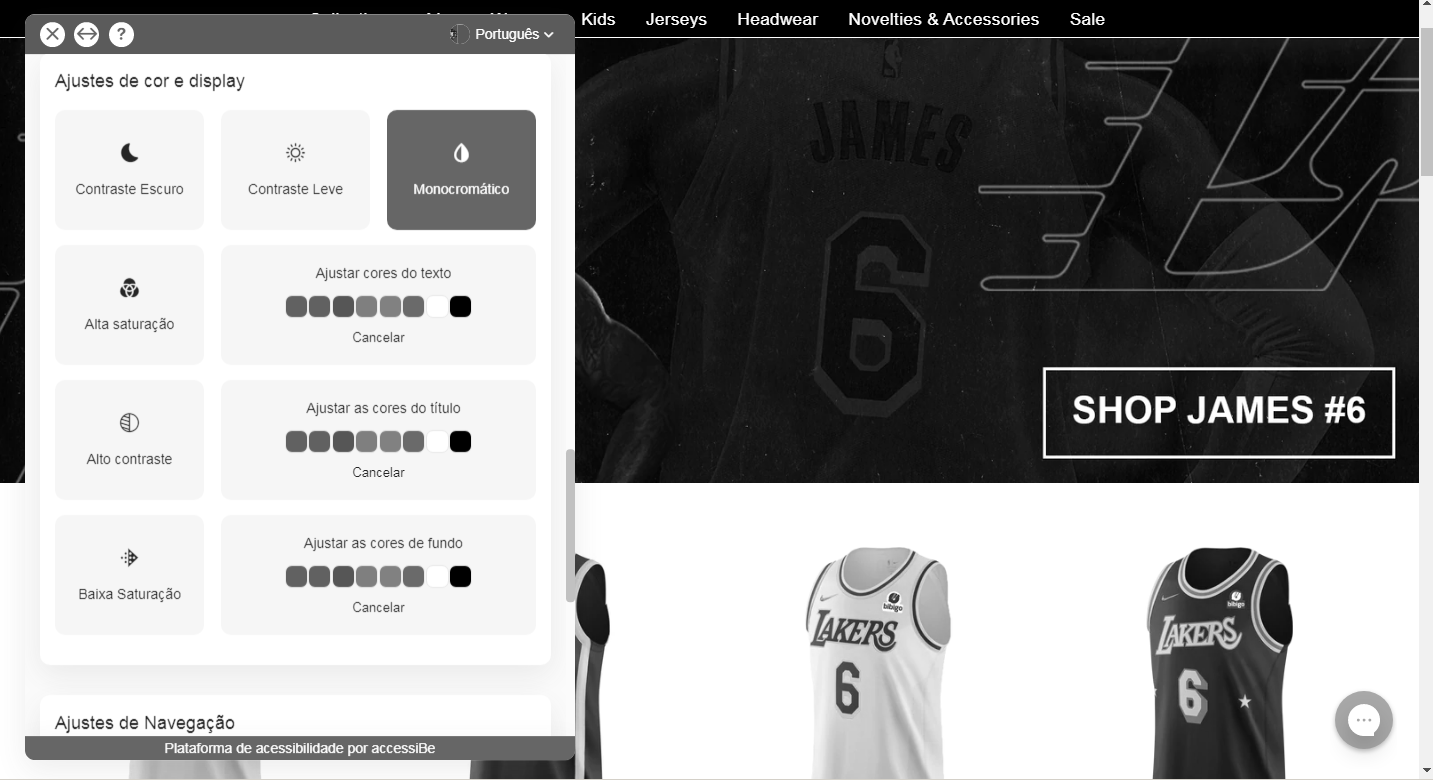 Kids Jerseys Headwear Novelties & Accessories Sale
? Português
Ajustes de cor e display
Contraste Escuro Contraste Leve Monocromático
Ajustar cores do texto
Alta saturação
Cancelar
Ajustar as cores do título
Alto contraste
Cancelar
Ajustar as cores de fundo
Baixa Saturação
Cancelar
Ajustes de Navegação
Plataforma de acessibilidade por accessiBe
JAMES
6
SHOP JAMES #6
bibigo
LAKERS
6
bibigo
LAKERS
6